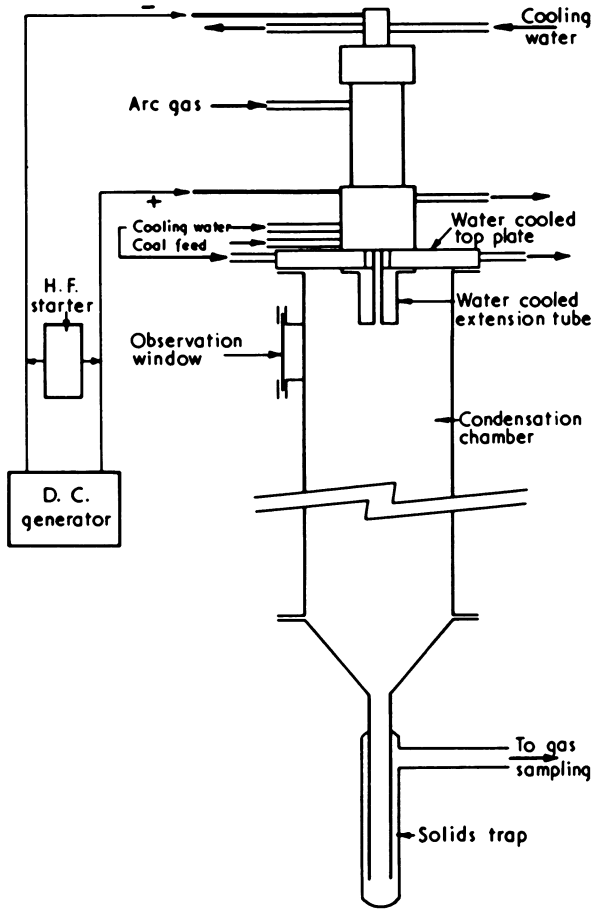 −
Cooling
water
Arc gas
+
Cooling water
Coal feed
Water cooled
top plate
H.F.
starter
Water cooled
extension tube
Observation
window
Condensation
chamber
D. C.
generator
To gas
sampling
Solids trap